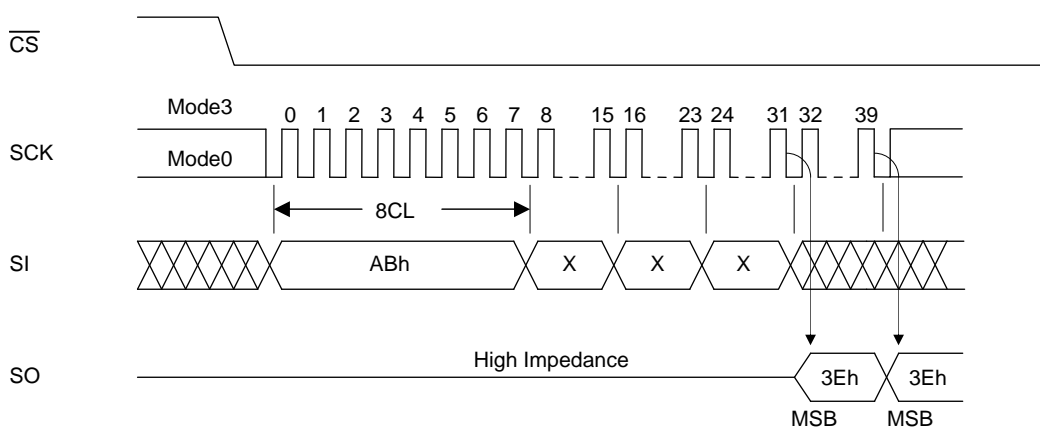 CS
Mode3
0 1 2 3 4 5 6 7 8 15 16 23 24 31 32 39
SCK
Mode0
8CL
SI
ABh X X X
High Impedance
SO
3Eh 3Eh
MSB MSB